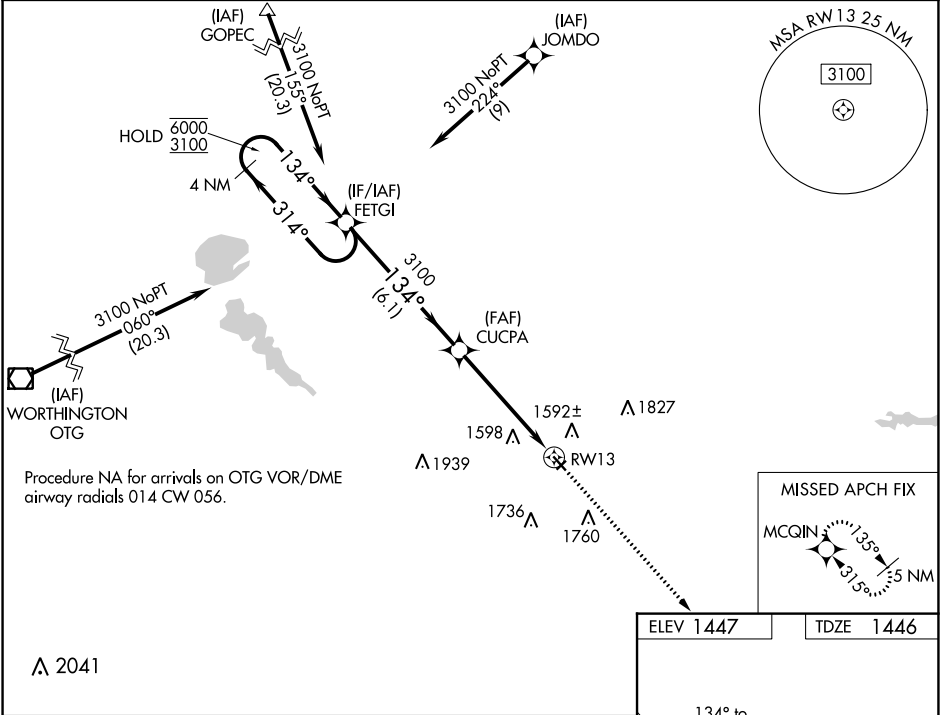 (IAF)
GOPEC
3100 NoPT
155°
(20.3)
(IAF)
JOMDO
3100 NoPT
224°
(9)
MSA RW13 25 NM
3100
HOLD 6000
3100
4 NM
134°
314°
(IF/IAF)
FETGI
3100
134°
(6.1)
3100 NoPT
060°
(20.3)
(IAF)
WORTHINGTON
OTG
(FAF)
CUCPA
1592±
1827
1598
RW13
1939
1736
1760
Procedure NA for arrivals on OTG VOR/DME
airway radials 014 CW 056.
MISSED APCH FIX
MCQIN
135°
315°
5 NM
ELEV 1447
TDZE 1446
2041
134° to